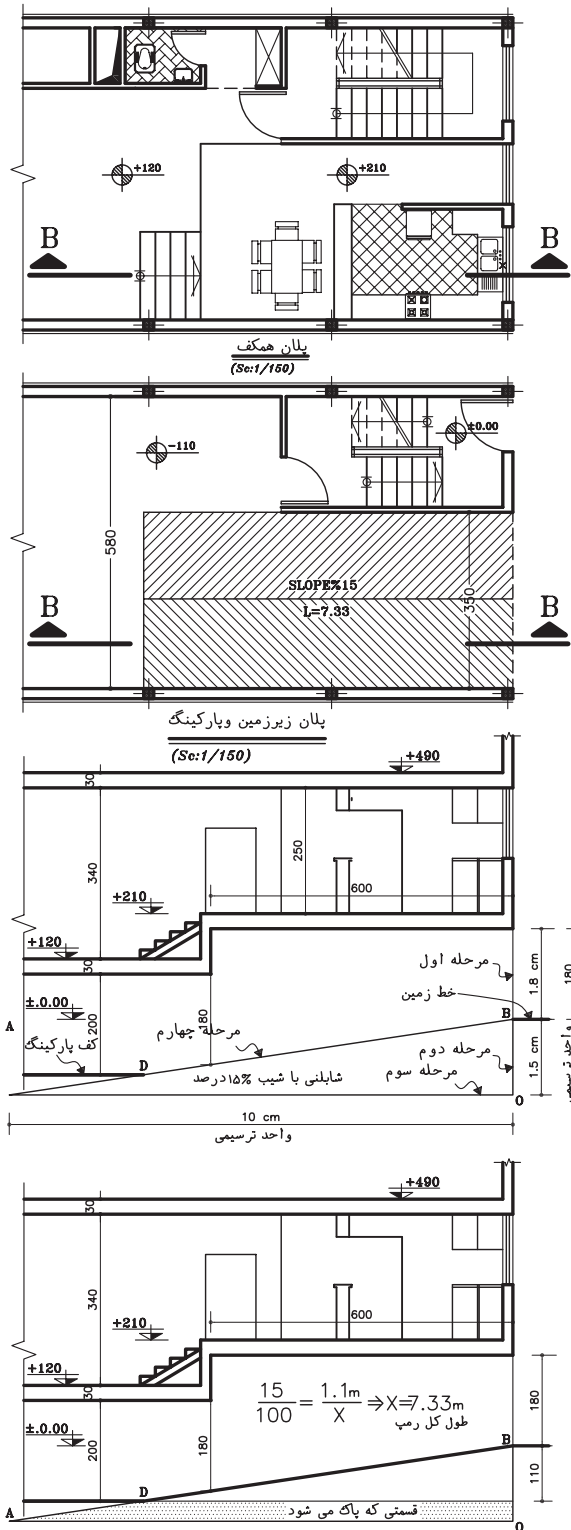 +120
+210
B
B
پلان همکف
(Sc:1/150)
-110
±0.00
580
SLOPE%15
L=7.33
350
B
B
پلان زیرزمین وپارکینگ
(Sc:1/150)
+490
30
340
250
600
+210
+120
30
مرحله اول
1.8 cm
180
±.0.00
200
180
خط زمین
A
B
مرحله چهارم
کف پارکینگ
D
مرحله دوم
1.5 cm
شابلنی با شیب %۱۵درصد
مرحله سوم
O
واحد ترسیمی
10 cm
واحد ترسیمی
+490
30
340
600
+210
+120
30
15/100 = 1.1m/X ⇒X=7.33m
طول کل رمپ
180
±.0.00
200
180
B
110
D
A
قسمتی که پاک می شود
O